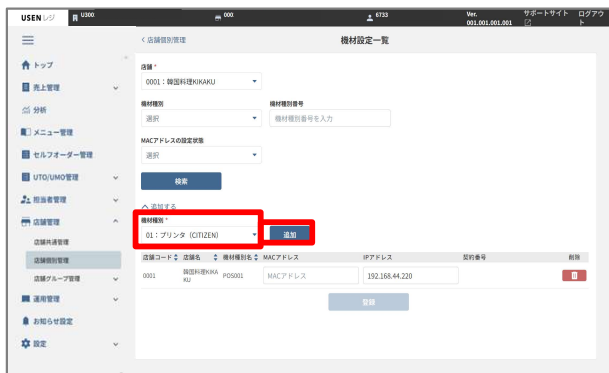 USEN レジ U300 000 6733 Ver. 001.001.001.001 サポートサイト ログアウト
< 店舗個別管理 機材設定一覧
トップ
売上管理
分析
メニュー管理
セルフオーダー管理
UTO/UMO管理
担当者管理
店舗管理
店舗共通管理
店舗個別管理
店舗グループ管理
運用管理
お知らせ設定
設定
店舗 *
0001：韓国料理KIKAKU
機材種別 機材種別番号
選択 機材種別番号を入力
MACアドレスの設定状態
選択
検索
追加する
機材種別 *
01：プリンタ（CITIZEN） 追加
店舗コード 店舗名 機材種別名 MACアドレス IPアドレス 契約番号 削除
0001 韓国料理KIKAKU POS001 MACアドレス 192.168.44.220
登録